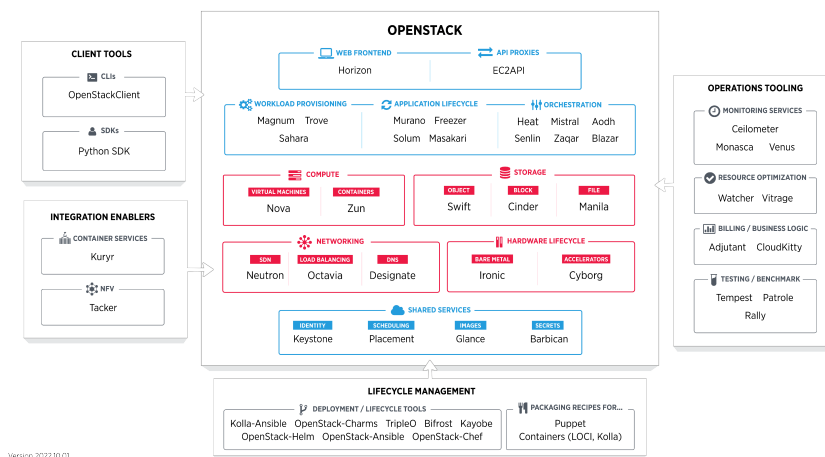 OPENSTACK
WEB FRONTEND
Horizon
API PROXIES
EC2API
WORKLOAD PROVISIONING
Magnum Trove
Sahara
APPLICATION LIFECYCLE
Murano Freezer
Solum Masakari
ORCHESTRATION
Heat Mistral Aodh
Senlin Zaqar Blazar
COMPUTE
VIRTUAL MACHINES
Nova
CONTAINERS
Zun
STORAGE
OBJECT
Swift
BLOCK
Cinder
FILE
Manila
NETWORKING
SDN
Neutron
LOAD BALANCING
Octavia
DNS
Designate
HARDWARE LIFECYCLE
BARE METAL
Ironic
ACCELERATORS
Cyborg
SHARED SERVICES
IDENTITY
Keystone
SCHEDULING
Placement
IMAGES
Glance
SECRETS
Barbican
CLIENT TOOLS
CLIs
OpenStackClient
SDKs
Python SDK
INTEGRATION ENABLERS
CONTAINER SERVICES
Kuryr
NFV
Tacker
OPERATIONS TOOLING
MONITORING SERVICES
Ceilometer
Monasca Venus
RESOURCE OPTIMIZATION
Watcher Vitrage
BILLING / BUSINESS LOGIC
Adjutant CloudKitty
TESTING / BENCHMARK
Tempest Patrole
Rally
LIFECYCLE MANAGEMENT
DEPLOYMENT / LIFECYCLE TOOLS
Kolla-Ansible OpenStack-Charms TripleO Bifrost Kayobe
OpenStack-Helm OpenStack-Ansible OpenStack-Chef
PACKAGING RECIPES FOR...
Puppet
Containers (LOCI, Kolla)
Version 2022.10.01